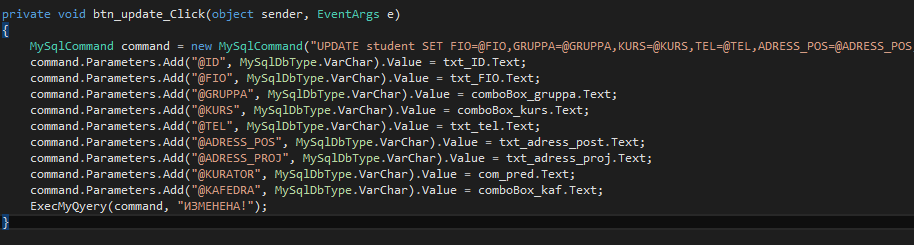 private void btn_update_Click(object sender, EventArgs e)
{
MySqlCommand command = new MySqlCommand("UPDATE student SET FIO=@FIO,GRUPPA=@GRUPPA,KURS=@KURS,TEL=@TEL,ADRESS_POS=@ADRESS_POS
command.Parameters.Add("@ID", MySqlDbType.VarChar).Value = txt_ID.Text;
command.Parameters.Add("@FIO", MySqlDbType.VarChar).Value = txt_FIO.Text;
command.Parameters.Add("@GRUPPA", MySqlDbType.VarChar).Value = comboBox_gruppa.Text;
command.Parameters.Add("@KURS", MySqlDbType.VarChar).Value = comboBox_kurs.Text;
command.Parameters.Add("@TEL", MySqlDbType.VarChar).Value = txt_tel.Text;
command.Parameters.Add("@ADRESS_POS", MySqlDbType.VarChar).Value = txt_adress_post.Text;
command.Parameters.Add("@ADRESS_PROJ", MySqlDbType.VarChar).Value = txt_adress_proj.Text;
command.Parameters.Add("@KURATOR", MySqlDbType.VarChar).Value = com_pred.Text;
command.Parameters.Add("@KAFEDRA", MySqlDbType.VarChar).Value = comboBox_kaf.Text;
ExecMyQyery(command, "ИЗМЕНЕНА!");
}